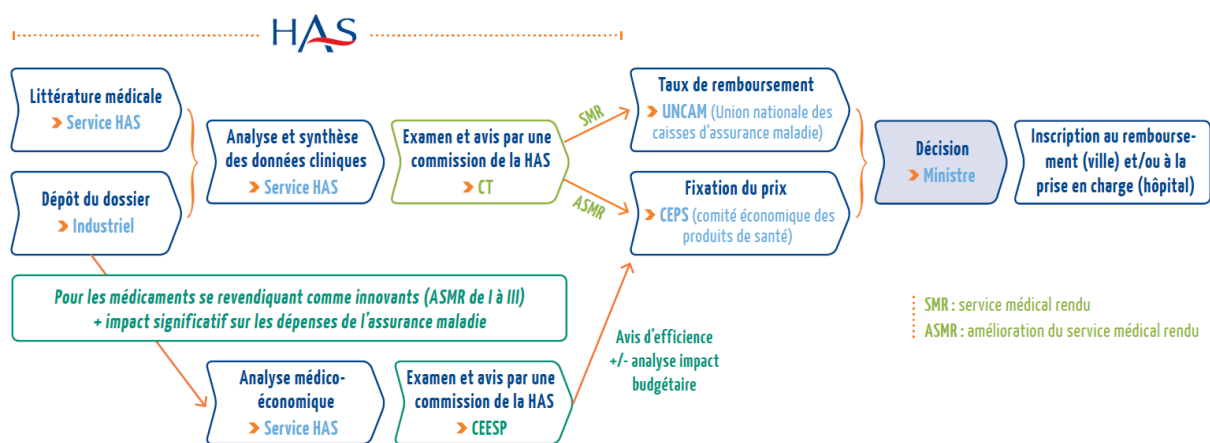 HAS
Littérature médicale
Service HAS
Dépôt du dossier
Industriel
Analyse et synthèse
des données cliniques
Service HAS
Examen et avis par une
commission de la HAS
CT
SMR
ASMR
Taux de remboursement
UNCAM (Union nationale des
caisses d'assurance maladie)
Fixation du prix
CEPS (comité économique des
produits de santé)
Décision
Ministre
Inscription au rembourse-
ment (ville) et/ou à la
prise en charge (hôpital)
Pour les médicaments se revendiquant comme innovants (ASMR de I à III)
+ impact significatif sur les dépenses de l'assurance maladie
Analyse médico-
économique
Service HAS
Examen et avis par une
commission de la HAS
CEESP
Avis d'efficience
+/- analyse impact
budgétaire
SMR : service médical rendu
ASMR : amélioration du service médical rendu